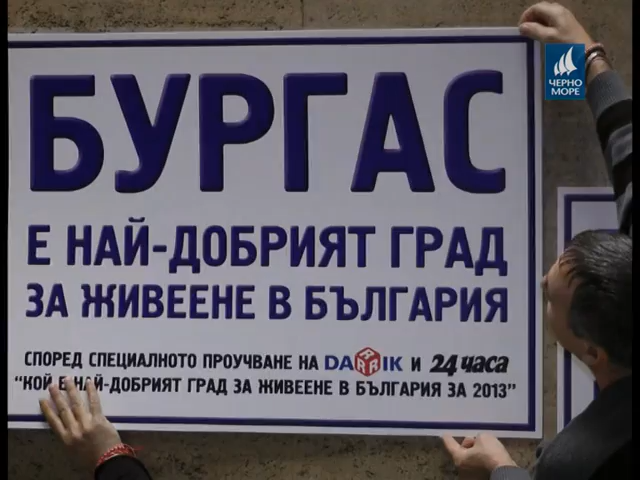 ЧЕРНО
МОРЕ
БУРГАС
Е НАЙ-ДОБРИЯТ ГРАД
ЗА ЖИВЕЕНЕ В БЪЛГАРИЯ
СПОРЕД СПЕЦИАЛНОТО ПРОУЧВАНЕ НА DARRRIK И 24 часа
"КОЙ Е НАЙ-ДОБРИЯТ ГРАД ЗА ЖИВЕЕНЕ В БЪЛГАРИЯ ЗА 2013"